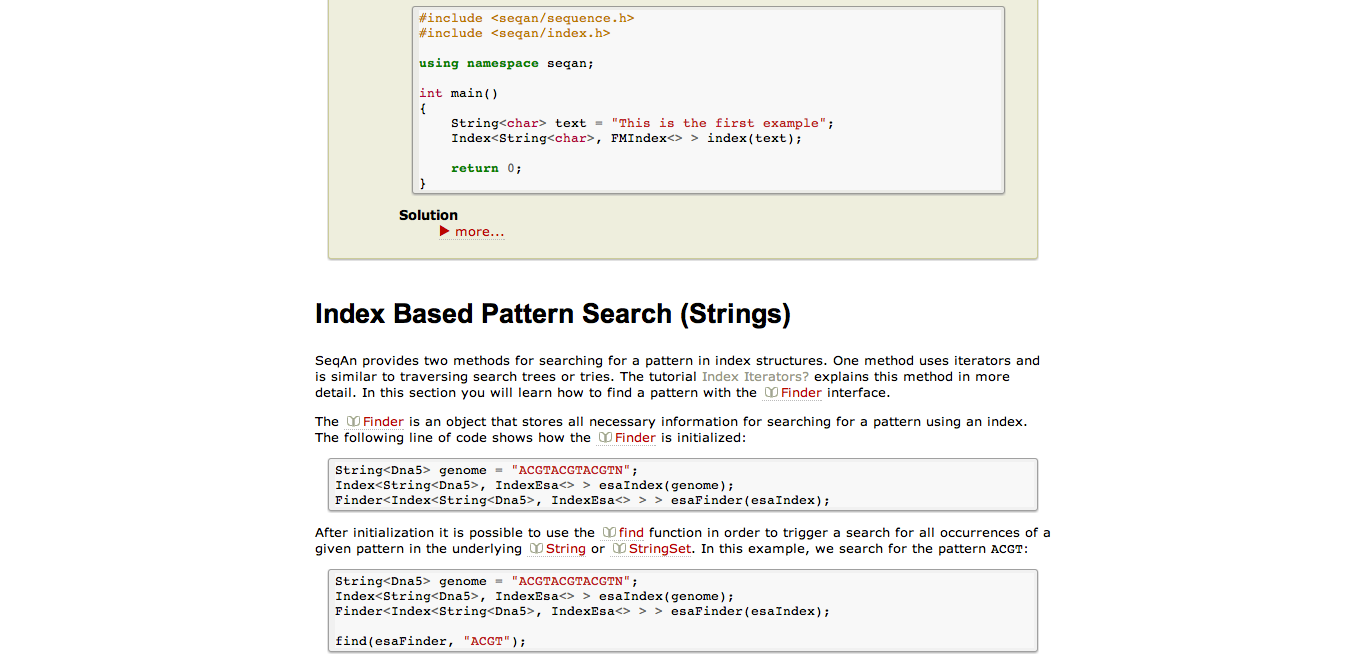 #include <seqan/sequence.h>
#include <seqan/index.h>
using namespace seqan;
int main()
{
    String<char> text = "This is the first example";
    Index<String<char>, FMIndex<> > index(text);
    return 0;
}
Solution
more...
Index Based Pattern Search (Strings)
SeqAn provides two methods for searching for a pattern in index structures. One method uses iterators and
is similar to traversing search trees or tries. The tutorial Index Iterators? explains this method in more
detail. In this section you will learn how to find a pattern with the Finder interface.
The Finder is an object that stores all necessary information for searching for a pattern using an index.
The following line of code shows how the Finder is initialized:
String<Dna5> genome = "ACGTACGTACGTN";
Index<String<Dna5>, IndexEsa<> > esaIndex(genome);
Finder<Index<String<Dna5>, IndexEsa<> > > esaFinder(esaIndex);
After initialization it is possible to use the find function in order to trigger a search for all occurrences of a
given pattern in the underlying String or StringSet. In this example, we search for the pattern ACGT:
String<Dna5> genome = "ACGTACGTACGTN";
Index<String<Dna5>, IndexEsa<> > esaIndex(genome);
Finder<Index<String<Dna5>, IndexEsa<> > > esaFinder(esaIndex);
find(esaFinder, "ACGT");